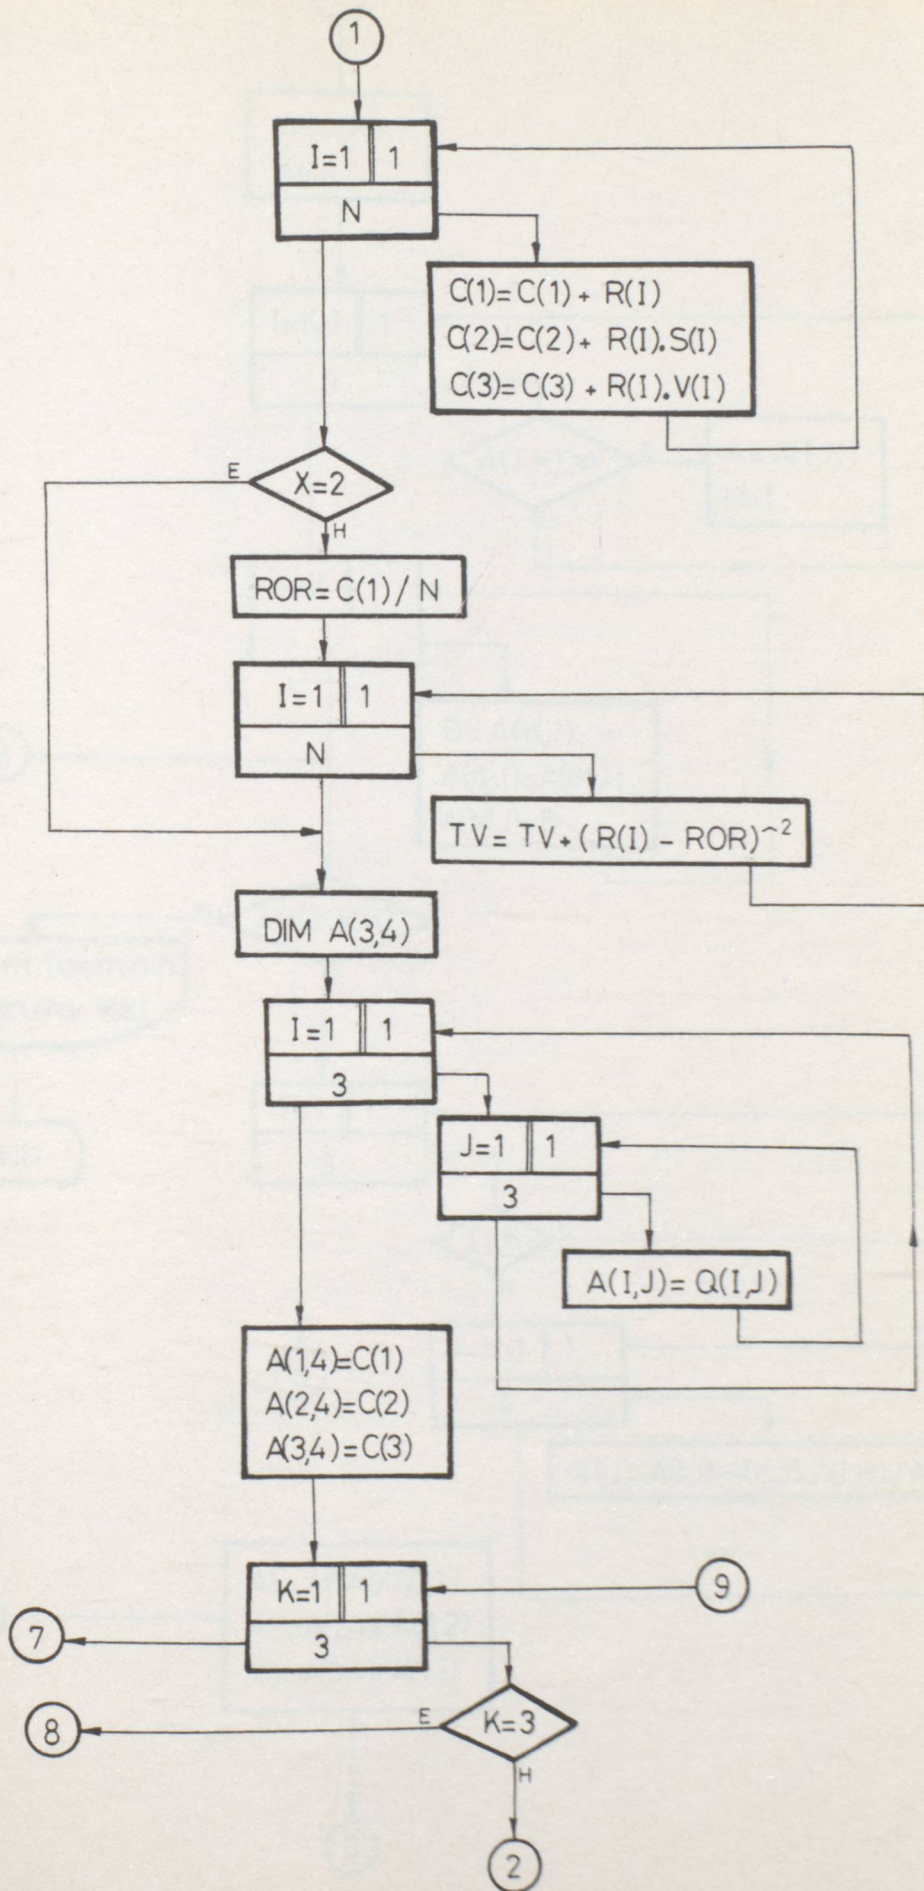 1
I=1 1
N
C(1)=C(1) + R(I)
C(2)=C(2) + R(I).S(I)
C(3)=C(3) + R(I).V(I)
E
X=2
H
ROR=C(1)/ N
I=1 1
N
TV= TV+(R(I) - ROR)^2
DIM A(3,4)
I=1 1
3
J=1 1
3
A(I,J)= Q(I,J)
A(1,4)=C(1)
A(2,4)=C(2)
A(3,4)=C(3)
K=1 1
9
7
3
8
E
K=3
H
2